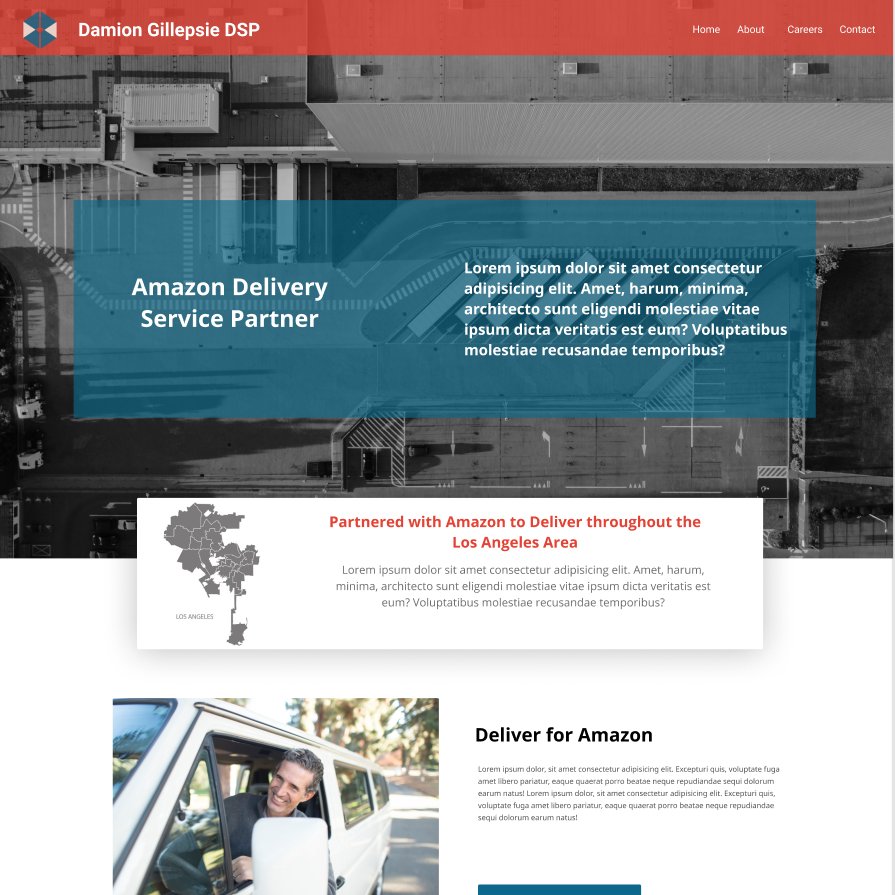 Damion Gillepsie DSP
Home About Careers Contact
Amazon Delivery
Service Partner
Lorem ipsum dolor sit amet consectetur
adipisicing elit. Amet, harum, minima,
architecto sunt eligendi molestiae vitae
ipsum dicta veritatis est eum? Voluptatibus
molestiae recusandae temporibus?
LOS ANGELES
Partnered with Amazon to Deliver throughout the
Los Angeles Area
Lorem ipsum dolor sit amet consectetur adipisicing elit. Amet, harum,
minima, architecto sunt eligendi molestiae vitae ipsum dicta veritatis est
eum? Voluptatibus molestiae recusandae temporibus?
Deliver for Amazon
Lorem ipsum dolor, sit amet consectetur adipisicing elit. Excepturi quis, voluptate fuga
amet libero pariatur, eaque quaerat porro beatae neque repudiandae sequi dolorum
earum natus! Lorem ipsum dolor, sit amet consectetur adipisicing elit. Excepturi quis,
voluptate fuga amet libero pariatur, eaque quaerat porro beatae neque repudiandae
sequi dolorum earum natus!